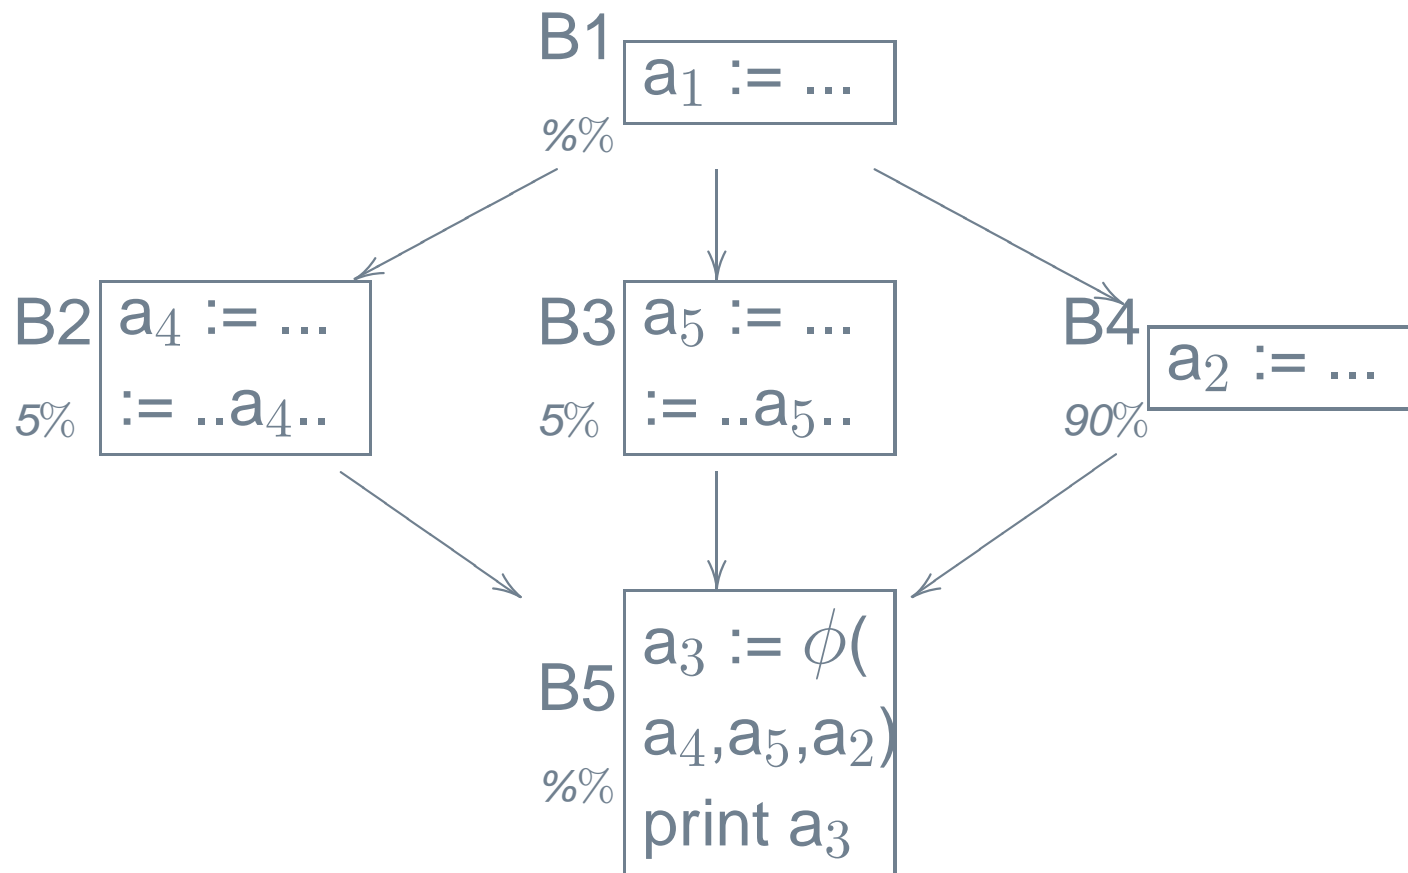 B1
a₁ := ...
%%
B2
a₄ := ...
:= ..a₄..
5%
B3
a₅ := ...
:= ..a₅..
5%
B4
a₂ := ...
90%
B5
a₃ := ϕ(
a₄,a₅,a₂)
print a₃
%%